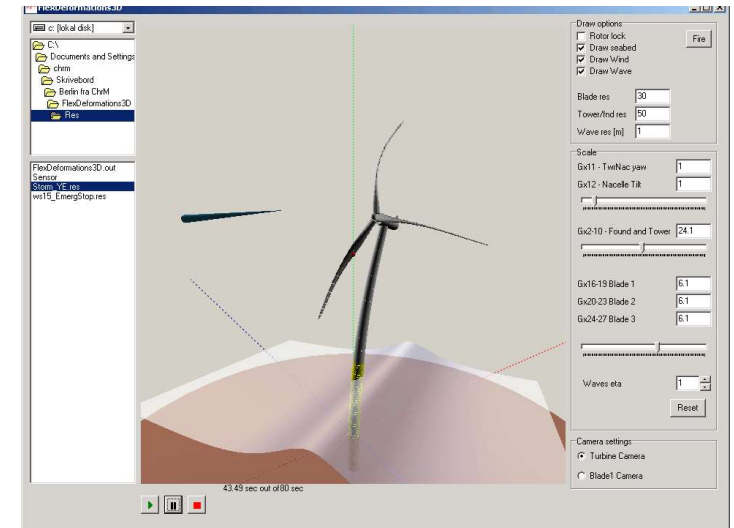 FlexDeformations3D
c: [lokal disk]
C:\
Documents and Settings
chrm
Skrivebord
Berlin fra ChrM
FlexDeformations3D
Res
FlexDeformations3D.out
Sensor
Storm_YE.res
ws15_EmergStop.res
43.49 sec out of 80 sec
Draw options
Rotor lock
Fire
Draw seabed
Draw Wind
Draw Wave
Blade res 30
Tower/fnd res 50
Wave res [m] 1
Scale
Gx11 - TwrNac yaw 1
Gx12 - Nacelle Tilt 1
Gx2-10 - Found and Tower 24.1
Gx16-19 Blade 1 6.1
Gx20-23 Blade 2 6.1
Gx24-27 Blade 3 6.1
Waves eta 1
Reset
Camera settings
Turbine Camera
Blade1 Camera